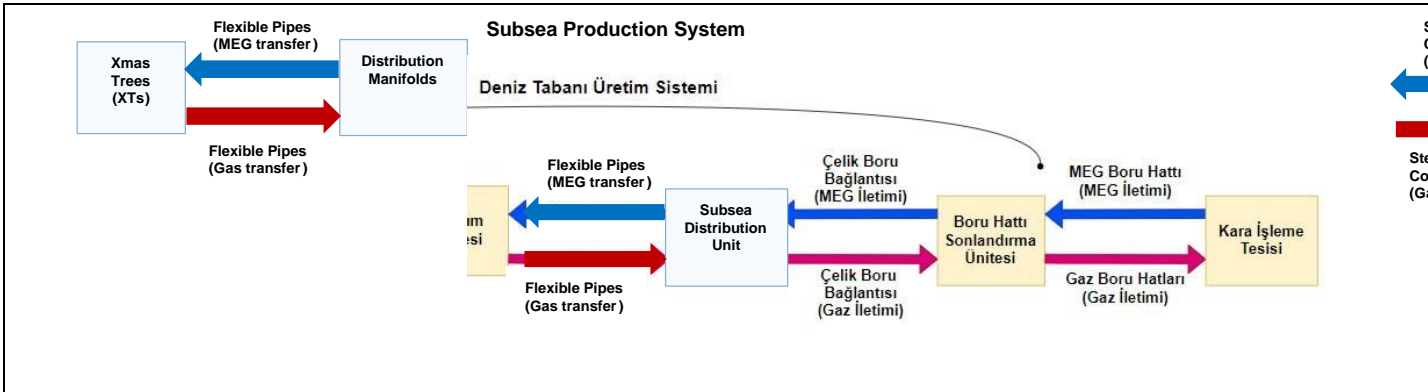 Subsea Production System
Flexible Pipes
(MEG transfer)
Xmas
Trees
(XTs)
Distribution
Manifolds
Flexible Pipes
(Gas transfer)
Deniz Tabanı Üretim Sistemi
Flexible Pipes
(MEG transfer)
Subsea
Distribution
Unit
Flexible Pipes
(Gas transfer)
Çelik Boru
Bağlantısı
(MEG İletimi)
Çelik Boru
Bağlantısı
(Gaz İletimi)
Boru Hattı
Sonlandırma
Ünitesi
MEG Boru Hattı
(MEG İletimi)
Gaz Boru Hatları
(Gaz İletimi)
Kara İşleme
Tesisi